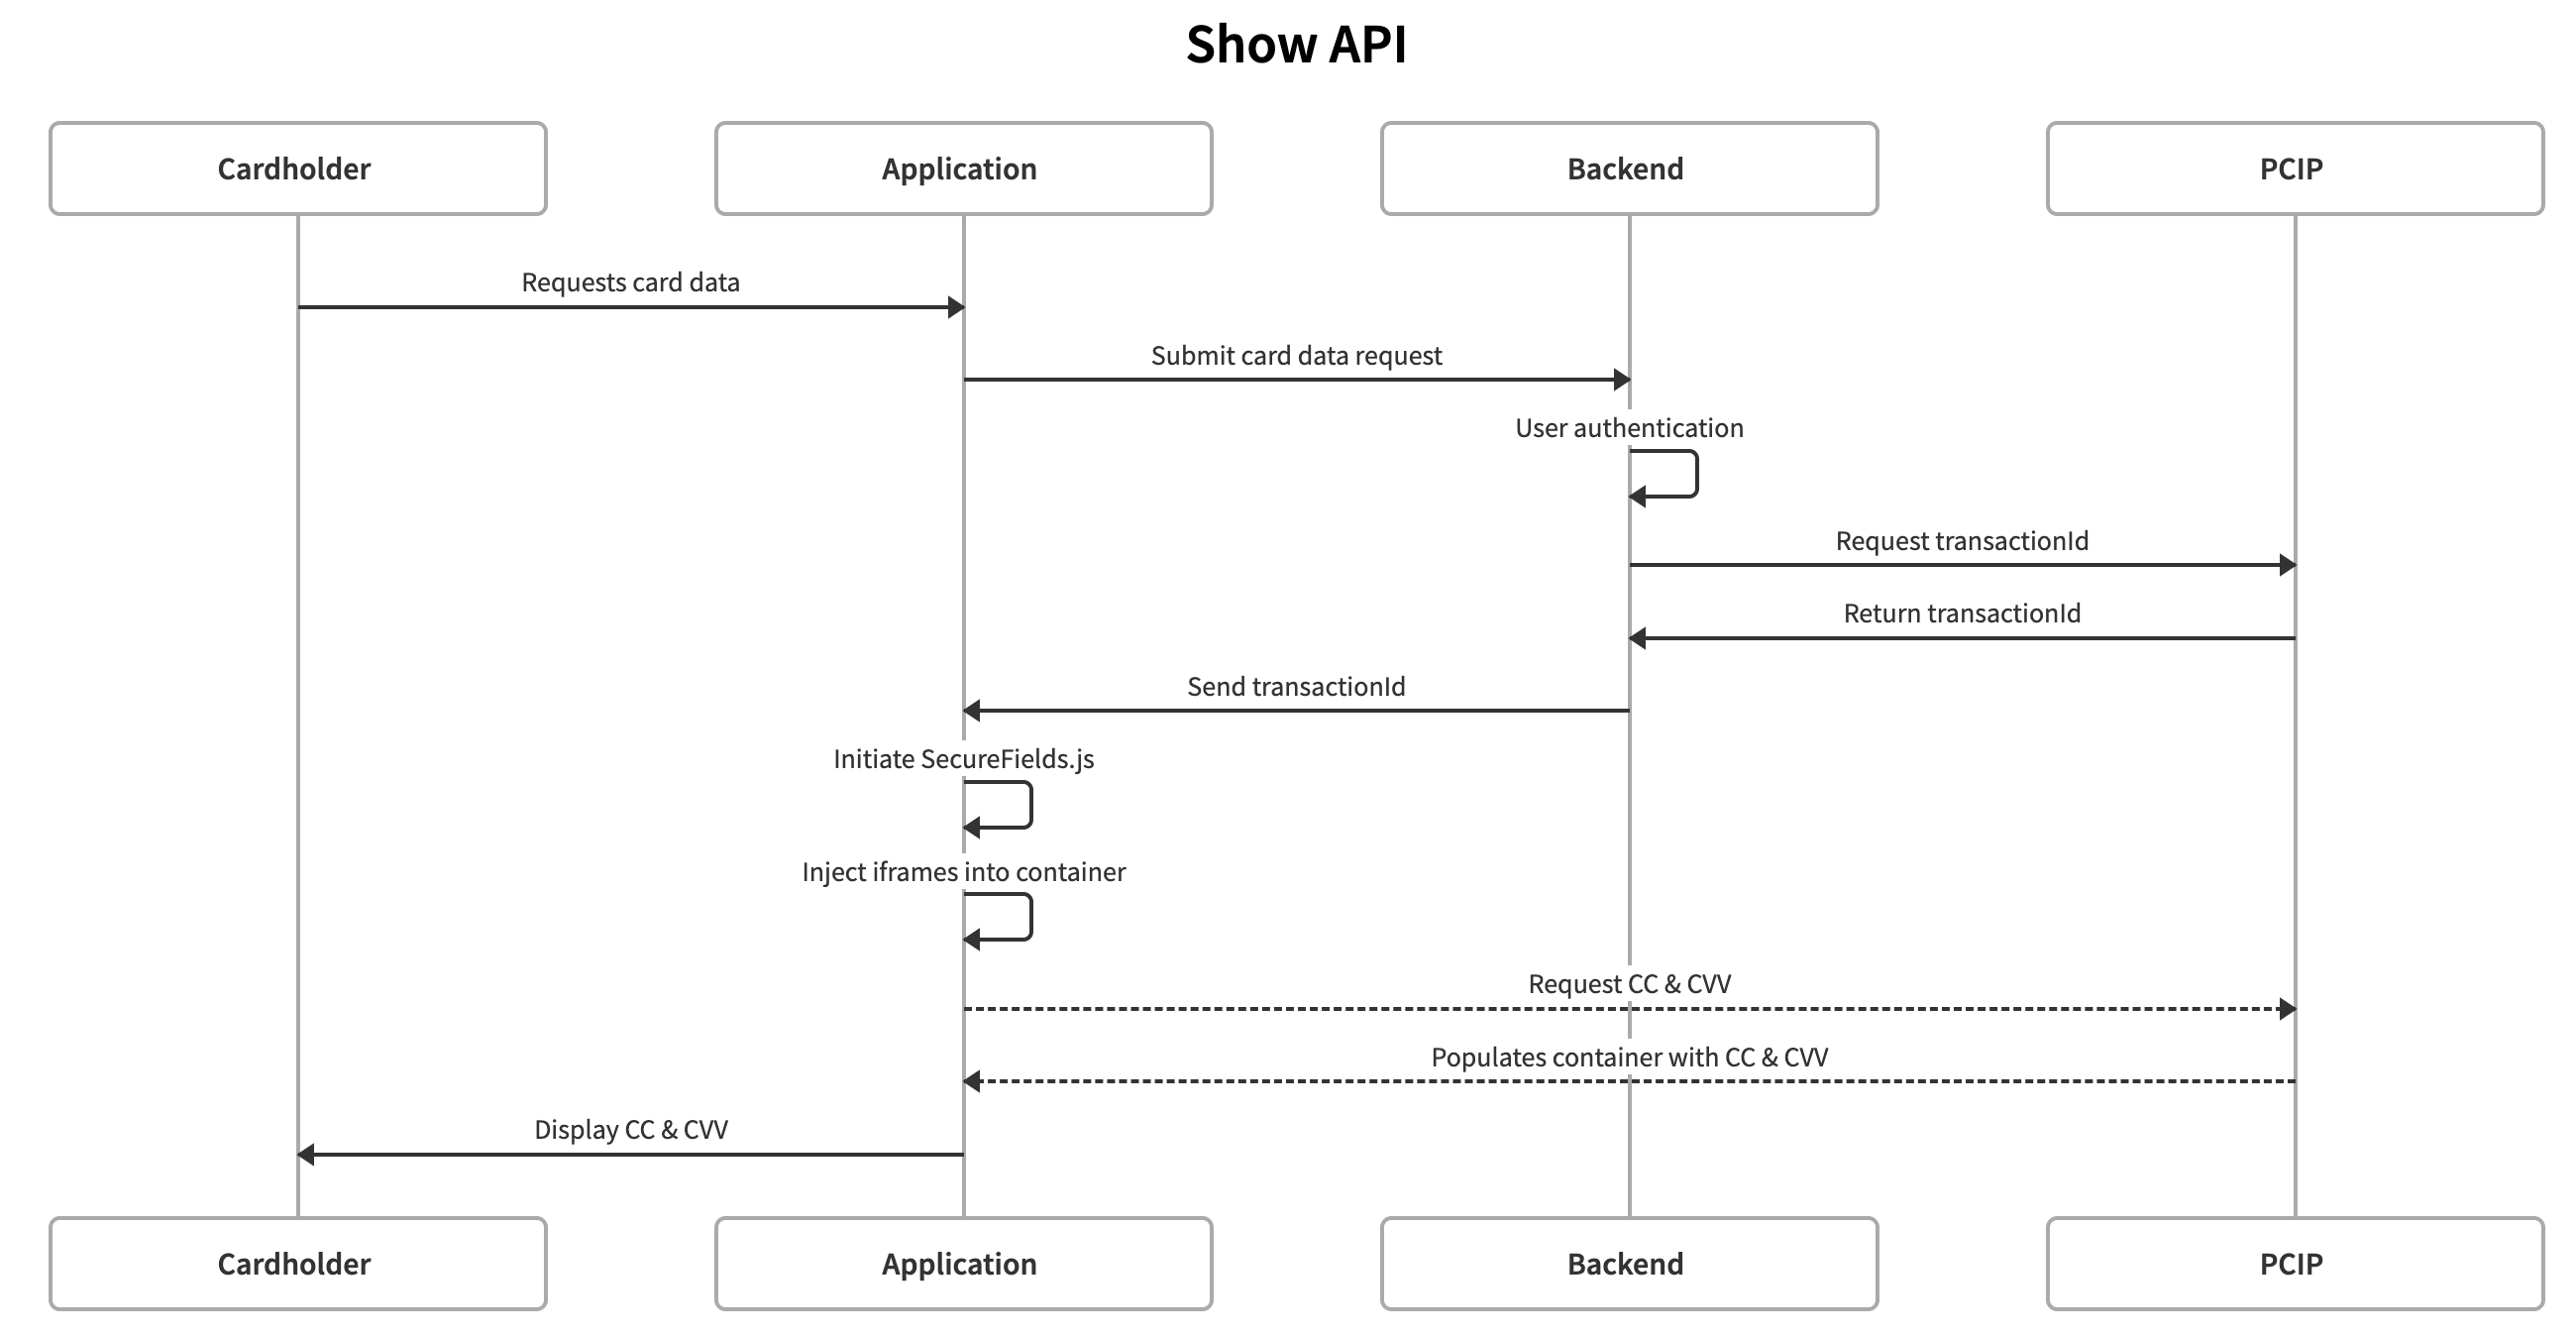 Show API
Cardholder
Application
Backend
PCIP
Requests card data
Submit card data request
User authentication
Request transactionId
Return transactionId
Send transactionId
Initiate SecureFields.js
Inject iframes into container
Request CC & CVV
Populates container with CC & CVV
Display CC & CVV
Cardholder
Application
Backend
PCIP